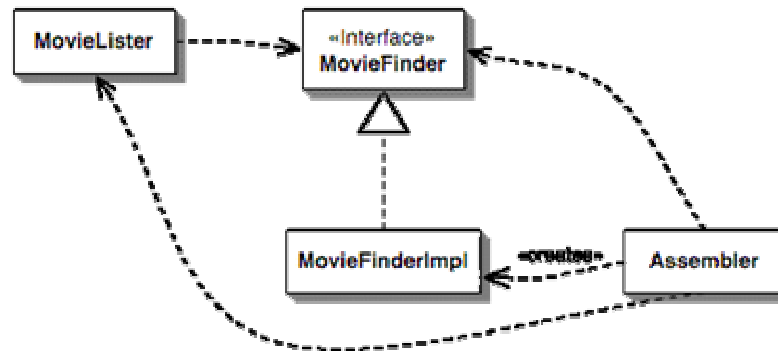 MovieLister
«Interface»
MovieFinder
MovieFinderImpl
«creates»
Assembler